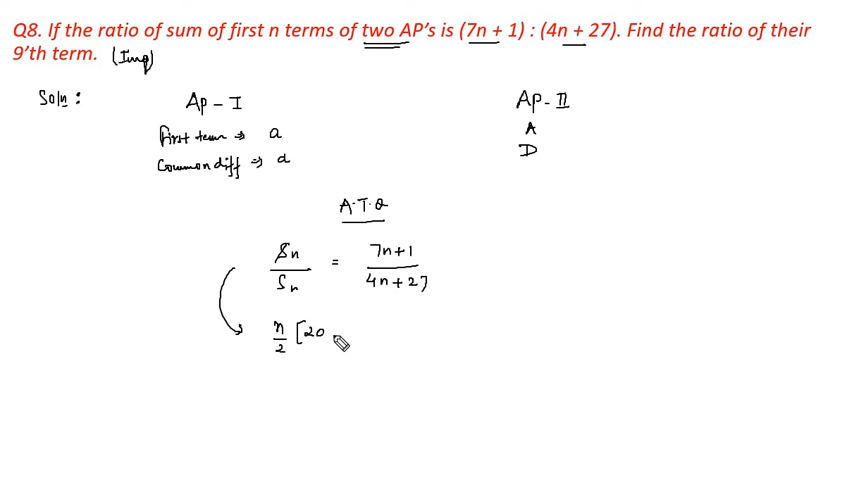 Q8. If the ratio of sum of first n terms of two AP's is (7n + 1) : (4n + 27). Find the ratio of their
9'th term. (Imp)
Soln : AP - I AP - II
First term ⇒ a A
Common diff ⇒ d D
A.T.Q
Sn / Sn = 7n+1 / 4n+27
n/2 [2a